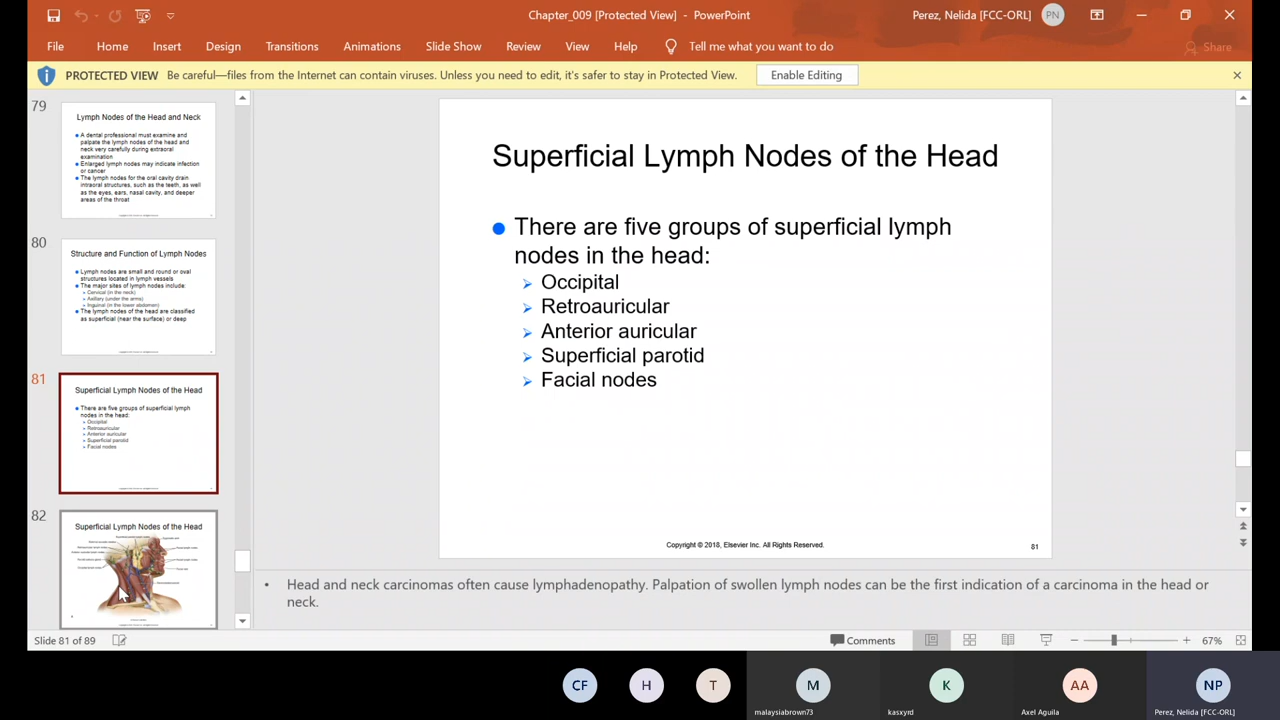 Chapter_009 [Protected View] - PowerPoint
Perez, Nelida [FCC-ORL]
PN
File
Home
Insert
Design
Transitions
Animations
Slide Show
Review
View
Help
Tell me what you want to do
Share
PROTECTED VIEW
Be careful—files from the Internet can contain viruses. Unless you need to edit, it's safer to stay in Protected View.
Enable Editing
79
Lymph Nodes of the Head and Neck
A dental professional must examine and
palpate the lymph nodes of the head and
neck very carefully during extraoral
examination
Enlarged lymph nodes may indicate infection
or cancer
The lymph nodes for the oral cavity drain
intraoral structures, such as the teeth, as well
as the eyes, ears, nasal cavity, and deeper
areas of the throat
80
Structure and Function of Lymph Nodes
Lymph nodes are small and round or oval
structures located in lymph vessels
The major sites of lymph nodes include:
Cervical (in the neck)
Axillary (under the arms)
Inguinal (in the lower abdomen)
The lymph nodes of the head are classified
as superficial (near the surface) or deep
81
Superficial Lymph Nodes of the Head
There are five groups of superficial lymph
nodes in the head:
Occipital
Retroauricular
Anterior auricular
Superficial parotid
Facial nodes
82
Superficial Lymph Nodes of the Head
Superficial Lymph Nodes of the Head
There are five groups of superficial lymph
nodes in the head:
Occipital
Retroauricular
Anterior auricular
Superficial parotid
Facial nodes
Copyright © 2018, Elsevier Inc. All Rights Reserved.
81
• Head and neck carcinomas often cause lymphadenopathy. Palpation of swollen lymph nodes can be the first indication of a carcinoma in the head or
neck.
Slide 81 of 89
Comments
67%
CF
H
T
M
K
AA
NP
malaysiabrown73
kasxyrd
Axel Aguila
Perez, Nelida [FCC-ORL]